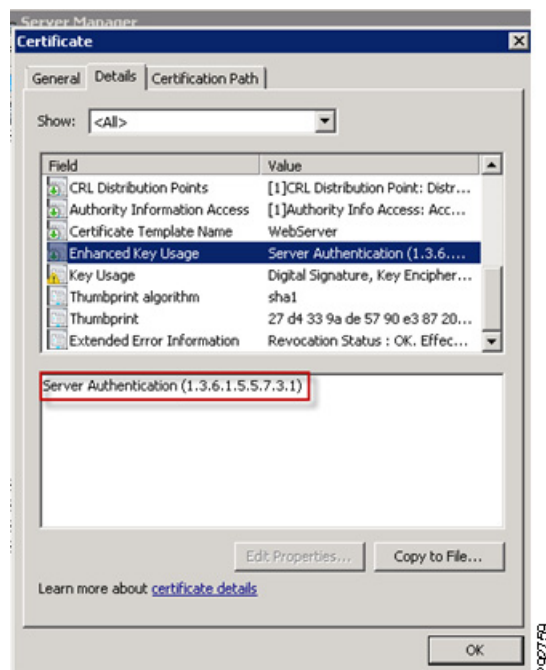 Server Manager
Certificate
General Details Certification Path
Show: <All>
Field Value
CRL Distribution Points [1]CRL Distribution Point: Distr...
Authority Information Access [1]Authority Info Access: Acc...
Certificate Template Name WebServer
Enhanced Key Usage Server Authentication (1.3.6....
Key Usage Digital Signature, Key Encipher...
Thumbprint algorithm sha1
Thumbprint 27 d4 33 9a de 57 90 e3 87 20...
Extended Error Information Revocation Status : OK. Effec...
Server Authentication (1.3.6.1.5.5.7.3.1)
Edit Properties... Copy to File...
Learn more about certificate details
OK
292759